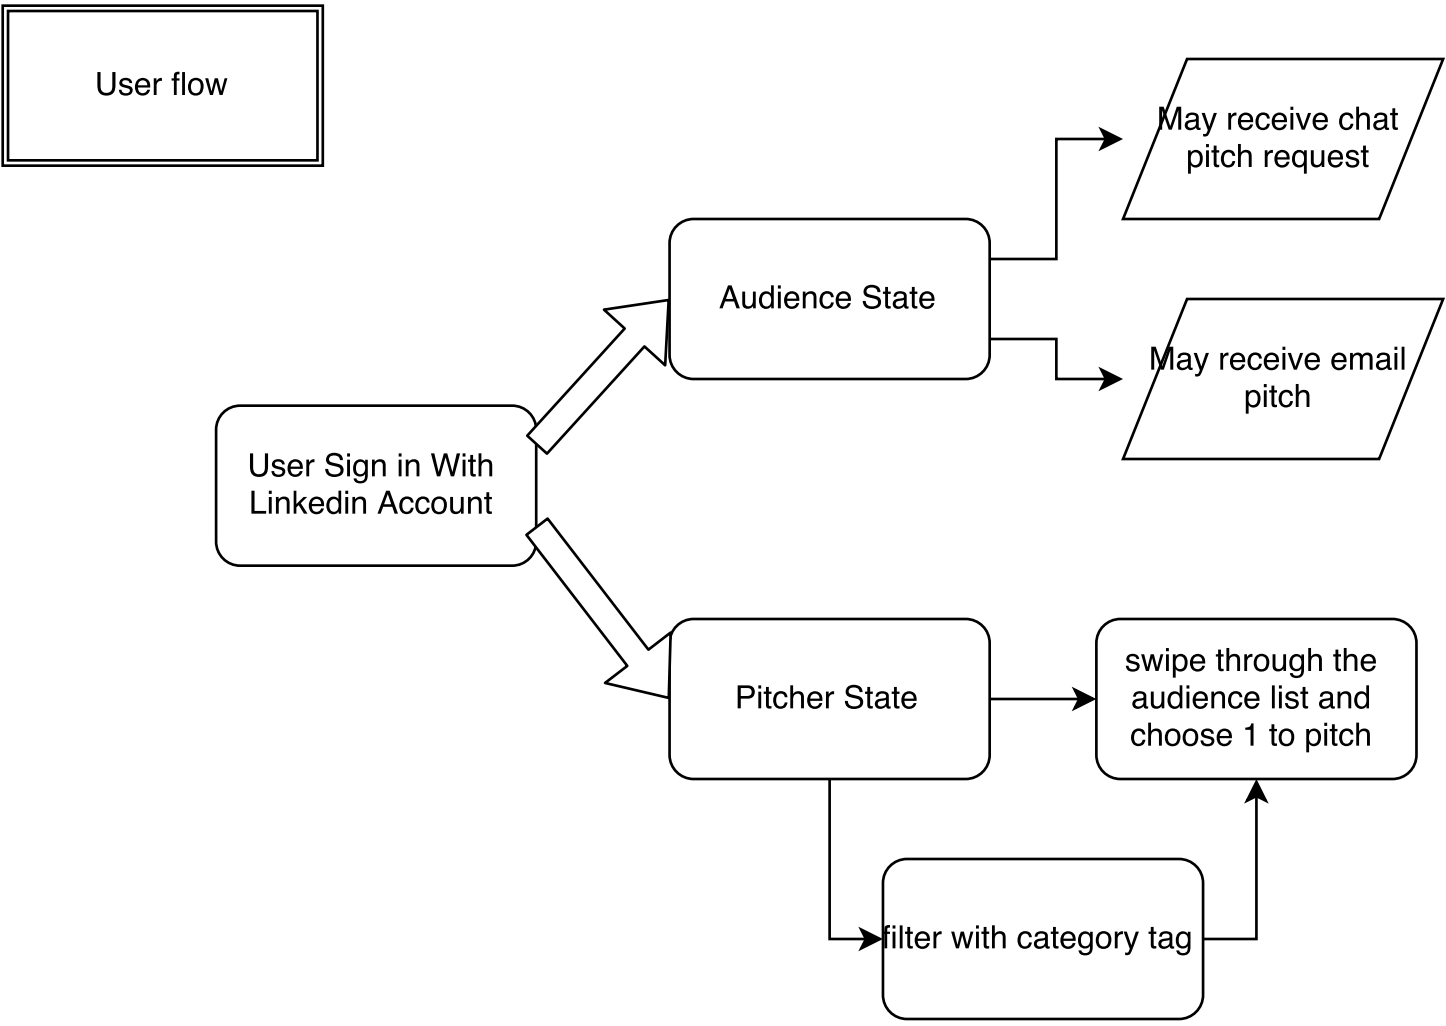 User flow
May receive chat
pitch request
Audience State
May receive email
pitch
User Sign in With
Linkedin Account
Pitcher State
swipe through the
audience list and
choose 1 to pitch
filter with category tag